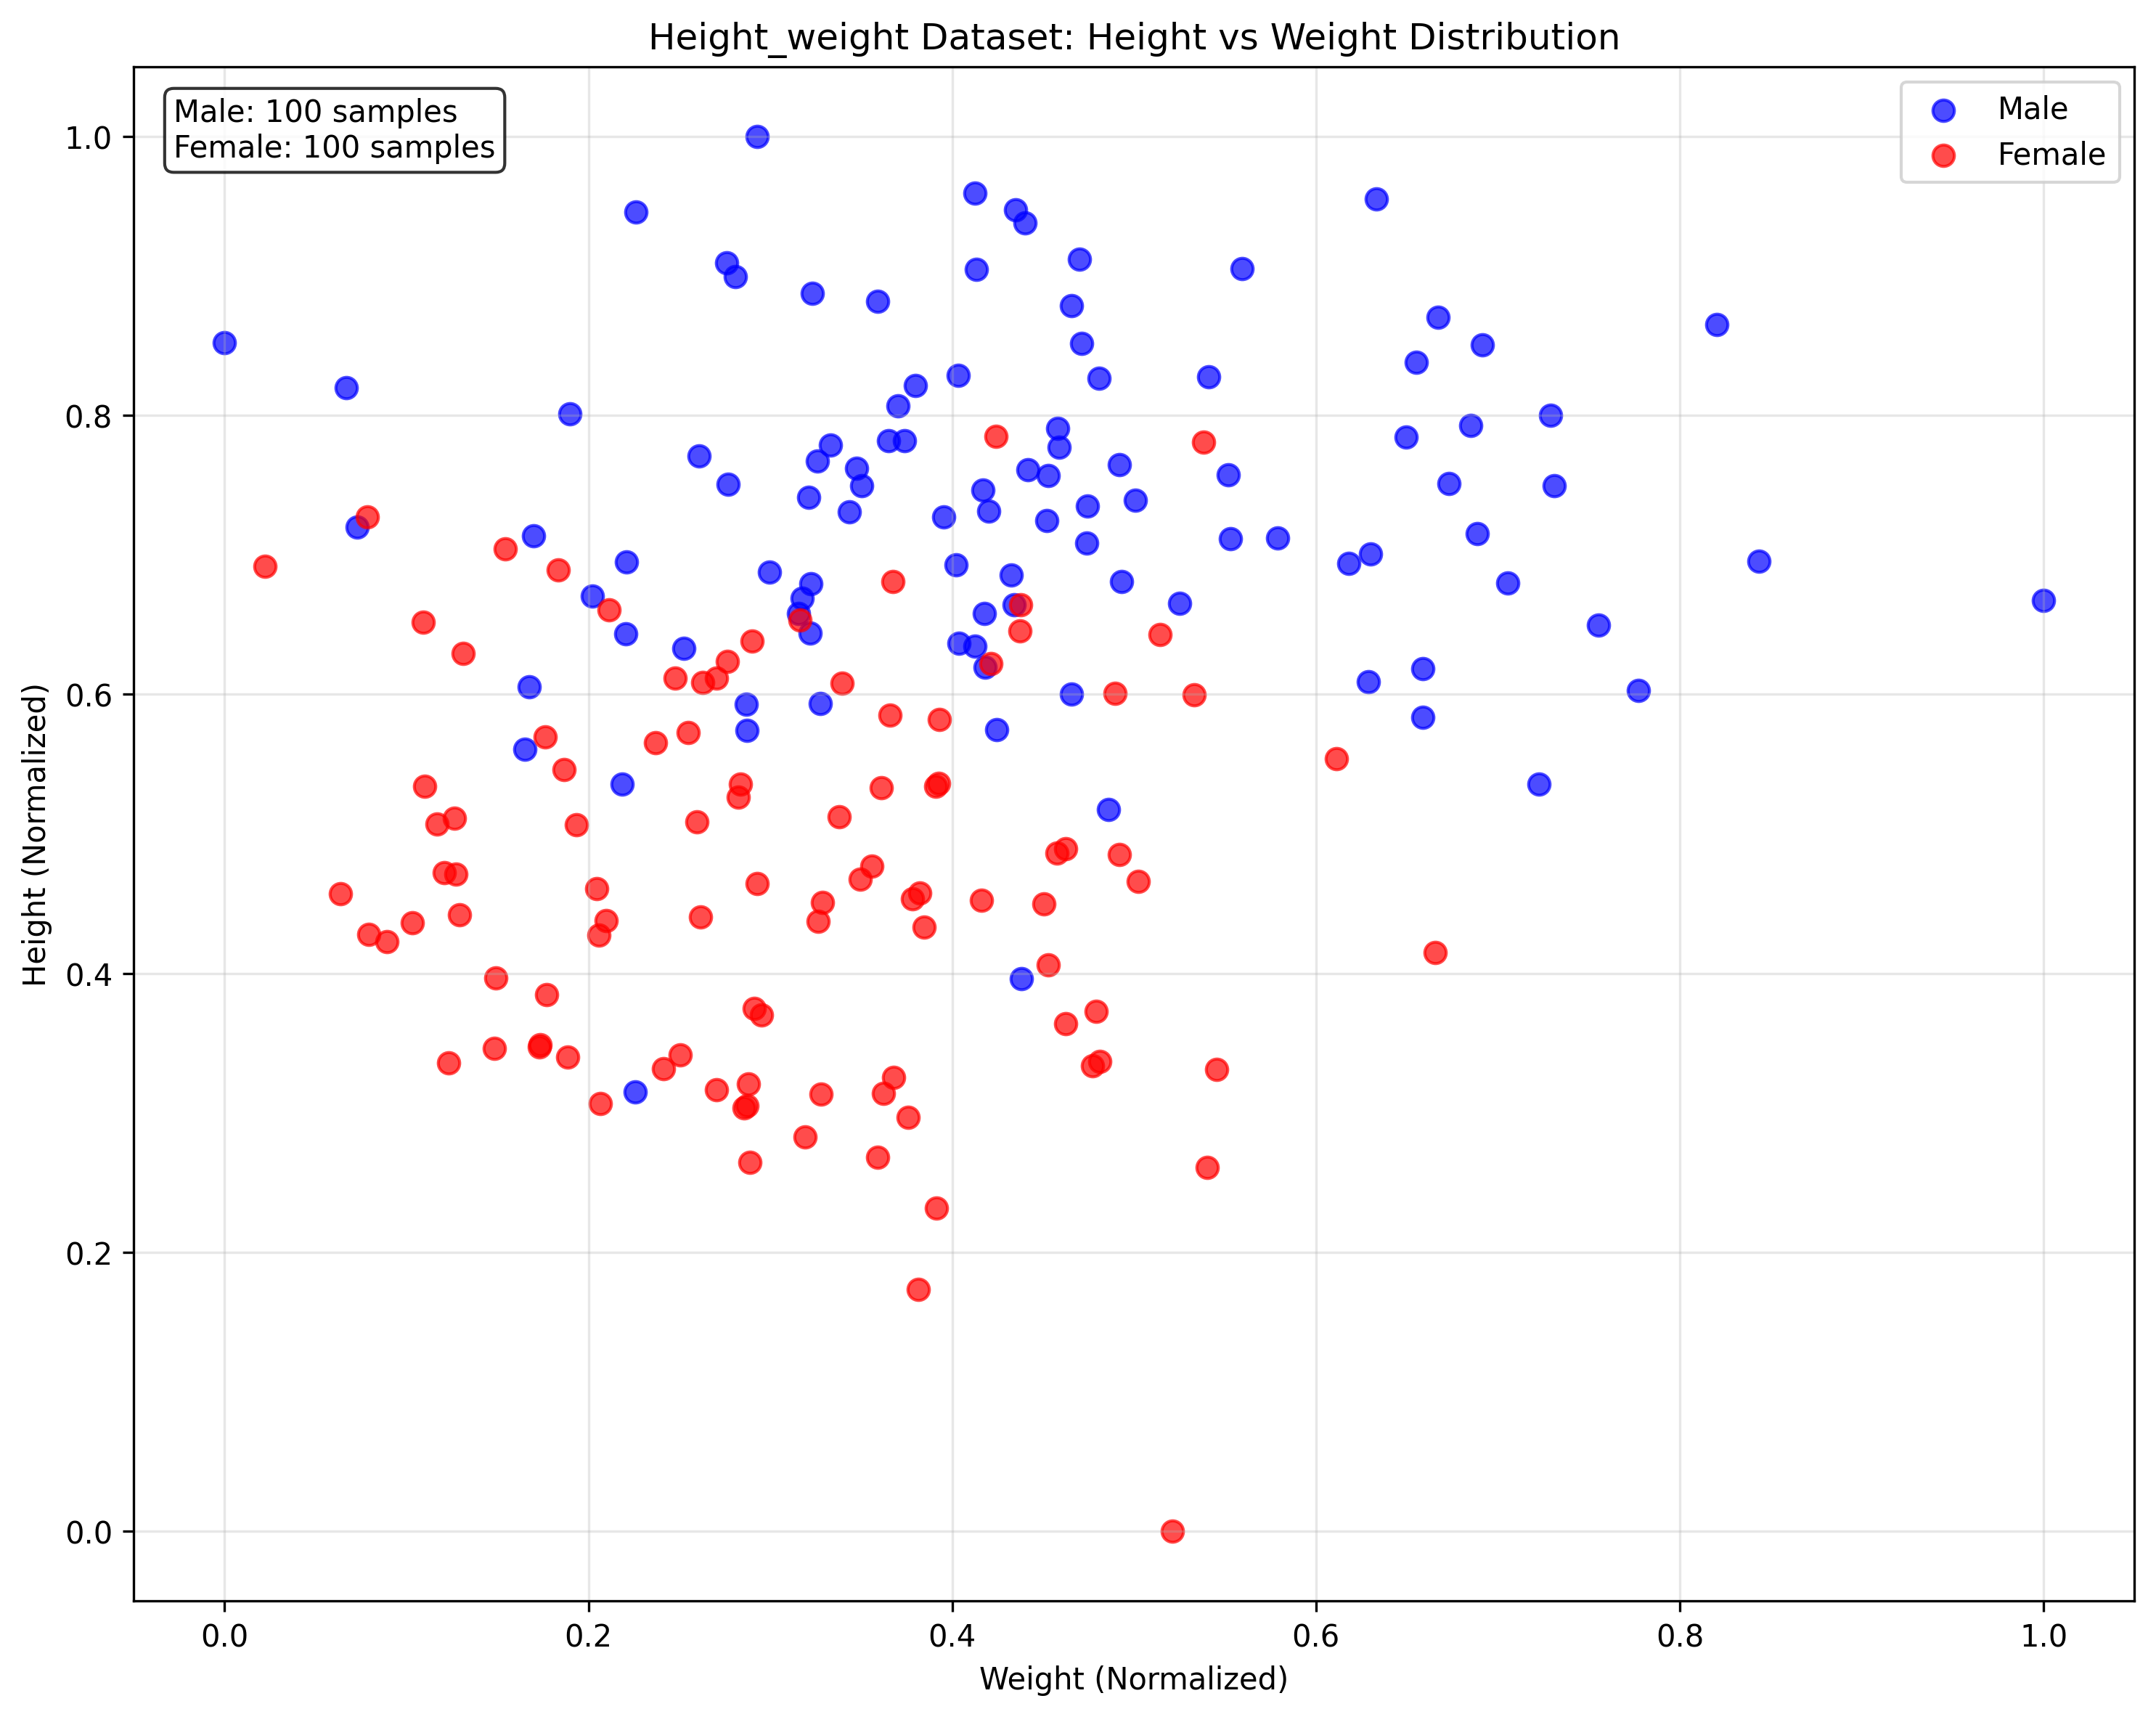 Height_weight Dataset: Height vs Weight Distribution
Male: 100 samples
Female: 100 samples
Male
Female
Height (Normalized)
1.0
0.8
0.6
0.4
0.2
0.0
0.0 0.2 0.4 0.6 0.8 1.0
Weight (Normalized)